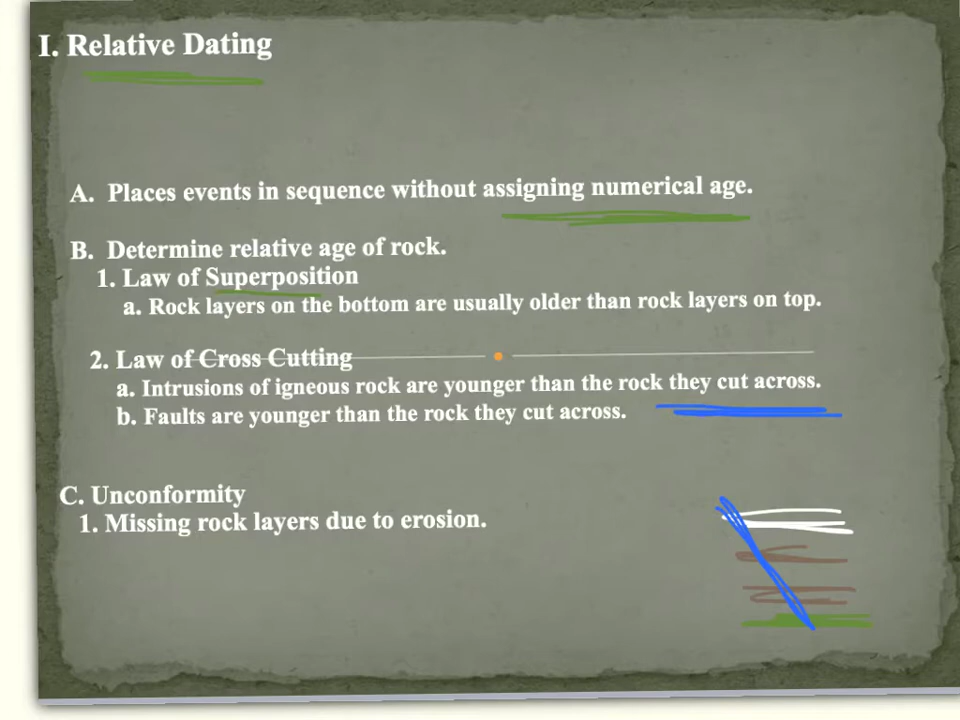 I. Relative Dating
A. Places events in sequence without assigning numerical age.
B. Determine relative age of rock.
1. Law of Superposition
a. Rock layers on the bottom are usually older than rock layers on top.
2. Law of Cross Cutting
a. Intrusions of igneous rock are younger than the rock they cut across.
b. Faults are younger than the rock they cut across.
C. Unconformity
1. Missing rock layers due to erosion.